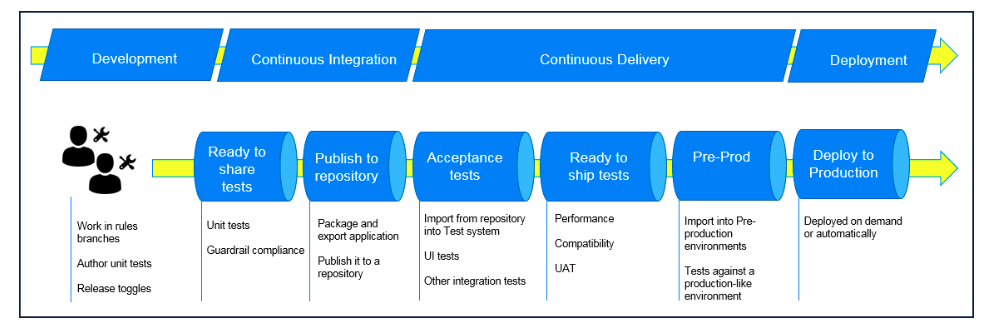 Development
Continuous Integration
Continuous Delivery
Deployment
Ready to
share
tests
Publish to
repository
Acceptance
tests
Ready to
ship tests
Pre-Prod
Deploy to
Production
Work in rules
branches
Author unit tests
Release toggles
Unit tests
Guardrail compliance
Package and
export application
Publish it to a
repository
Import from repository
into Test system
UI tests
Other integration tests
Performance
Compatibility
UAT
Import into Pre-
production
environments
Tests against a
production-like
environment
Deployed on demand
or automatically